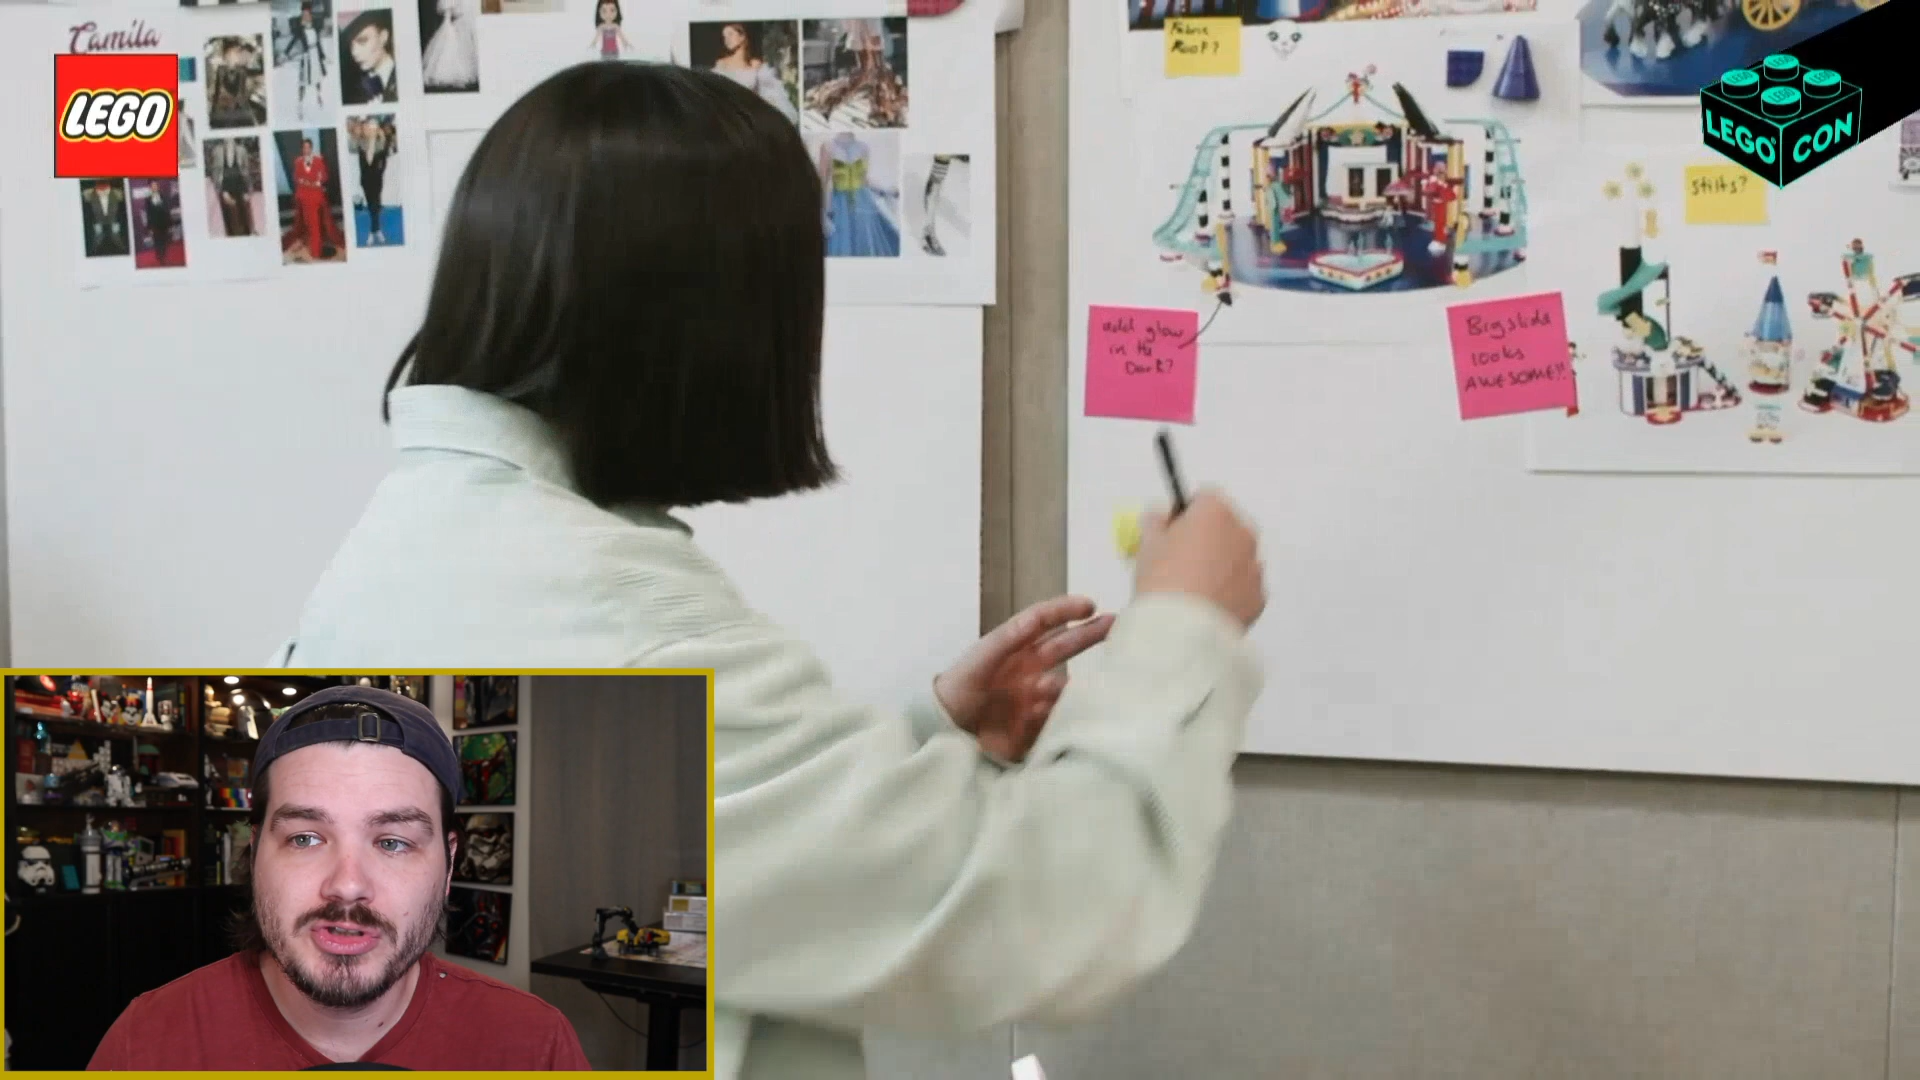 Camila
LEGO
Fabric
Roof?
LEGO
CON
stilts?
add glow
in the
Dark?
Big slide
looks
AWESOME!!